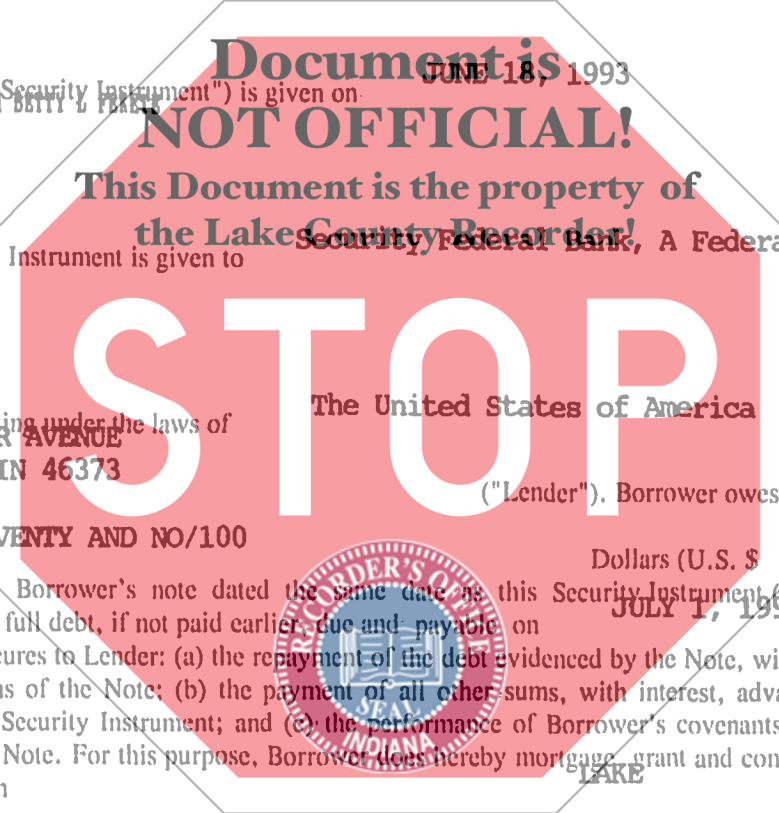 Document is
JUNE 18, 1993
Security Instrument") is given on
BETTY L
NOT OFFICIAL!
This Document is the property of
the Lake County Recorder!
Security Federal Bank, A Federa
Instrument is given to
STOP
The United States of America
ing under the laws of
R AVENUE
IN 46373
("Lender"). Borrower owes
VENTY AND NO/100
Dollars (U.S. $
Borrower's note dated the same date as this Security Instrument (
JULY 1, 199
full debt, if not paid earlier, due and payable on
cures to Lender: (a) the repayment of the debt evidenced by the Note, wi
ns of the Note; (b) the payment of all other sums, with interest, adva
Security Instrument; and (c) the performance of Borrower's covenants
Note. For this purpose, Borrower does hereby mortgage, grant and con
LAKE
n
RECORDER'S OFFICE
SEAL
INDIANA